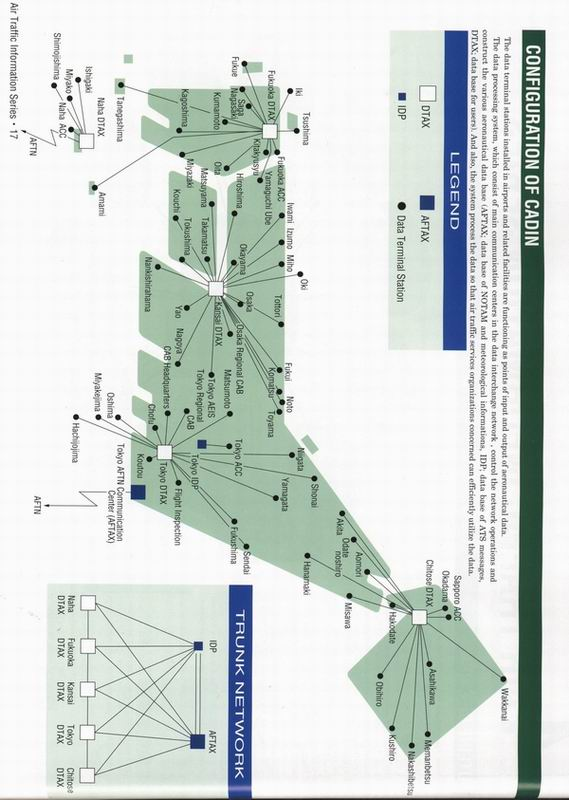 CONFIGURATION OF CADIN
The data terminal stations installed in airports and related facilities are functioning as points of input and output of aeronautical data.
The data processing system, which consist of main communication centers in the data interchange network, control the network operations and
construct the various aeronautical data base (AFTAX; data base of NOTAM and meteorological informations, IDP; data base of ATS messages,
DTAX; data base for users). And also, the system process the data so that air traffic services organizations concerned can efficiently utilize the data.
LEGEND
DTAX
AFTAX
IDP
Data Terminal Station
Wakkanai
Sapporo ACC
Okadama
Chitose DTAX
Asahikawa
Memanbetsu
Nakashibetsu
Kushiro
Obihiro
Hakodate
Misawa
Aomori
Odate
noshiro
Akita
Hanamaki
Shonai
Yamagata
Niigata
Sendai
Fukushima
Oki
Miho
Izumo
Iwami
Tottori
Fukui
Komatsu
Noto
Toyama
Hiroshima
Okayama
Osaka
Osaka Regional CAB
Kansai DTAX
Matsuyama
Takamatsu
Kouchi
Tokushima
Nankishirahama
Yao
Nagoya
CAB Headquarters
Tokyo AEIS
Tokyo Regional
CAB
Matsumoto
Tokyo ACC
Tokyo IDP
Tokyo DTAX
Flight Inspection
Chofu
Koutou
Oshima
Miyakejima
Hachijojima
Tokyo AFTN Communication
Center (AFTAX)
AFTN
Tsushima
Iki
Fukuoka DTAX
Fukue
Saga
Nagasaki
Kumamoto
Kagoshima
Kitakyusyu
Fukuoka ACC
Yamaguchi Ube
Oita
Miyazaki
Tanegashima
Amami
Naha DTAX
Ishigaki
Miyako
Shimojishima
Naha ACC
AFTN
TRUNK NETWORK
IDP
AFTAX
Naha
DTAX
Fukuoka
DTAX
Kansai
DTAX
Tokyo
DTAX
Chitose
DTAX
Air Traffic Information Series • 17